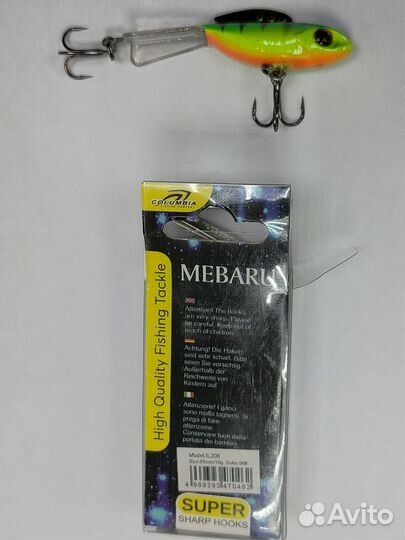 COLUMBIA
MEBARU
High Quality Fishing Tackle
Attention! The hooks
are very sharp. Please
be careful. Keep out of
reach of children
Achtung! Die Haken
sind sehr scharf. Bitte
seien Sie vorsichtig
Außerhalb der
Reichweite von
Kindern auf
Attenzione! I ganci
sono molto taglienti. Si
prega di fare
attenzione.
Conservare fuori dalla
portata dei bambini.
Model:IL206
4969393470462
SUPER
SHARP HOOKS
Avito